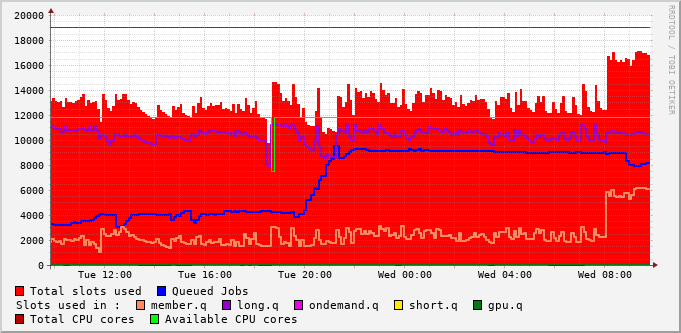 RRDTOOL / TOBI OETIKER
20000
18000
16000
14000
12000
10000
8000
6000
4000
2000
0
Tue 12:00 Tue 16:00 Tue 20:00 Wed 00:00 Wed 04:00 Wed 08:00
Total slots used Queued Jobs
Slots used in : member.q long.q ondemand.q short.q gpu.q
Total CPU cores Available CPU cores